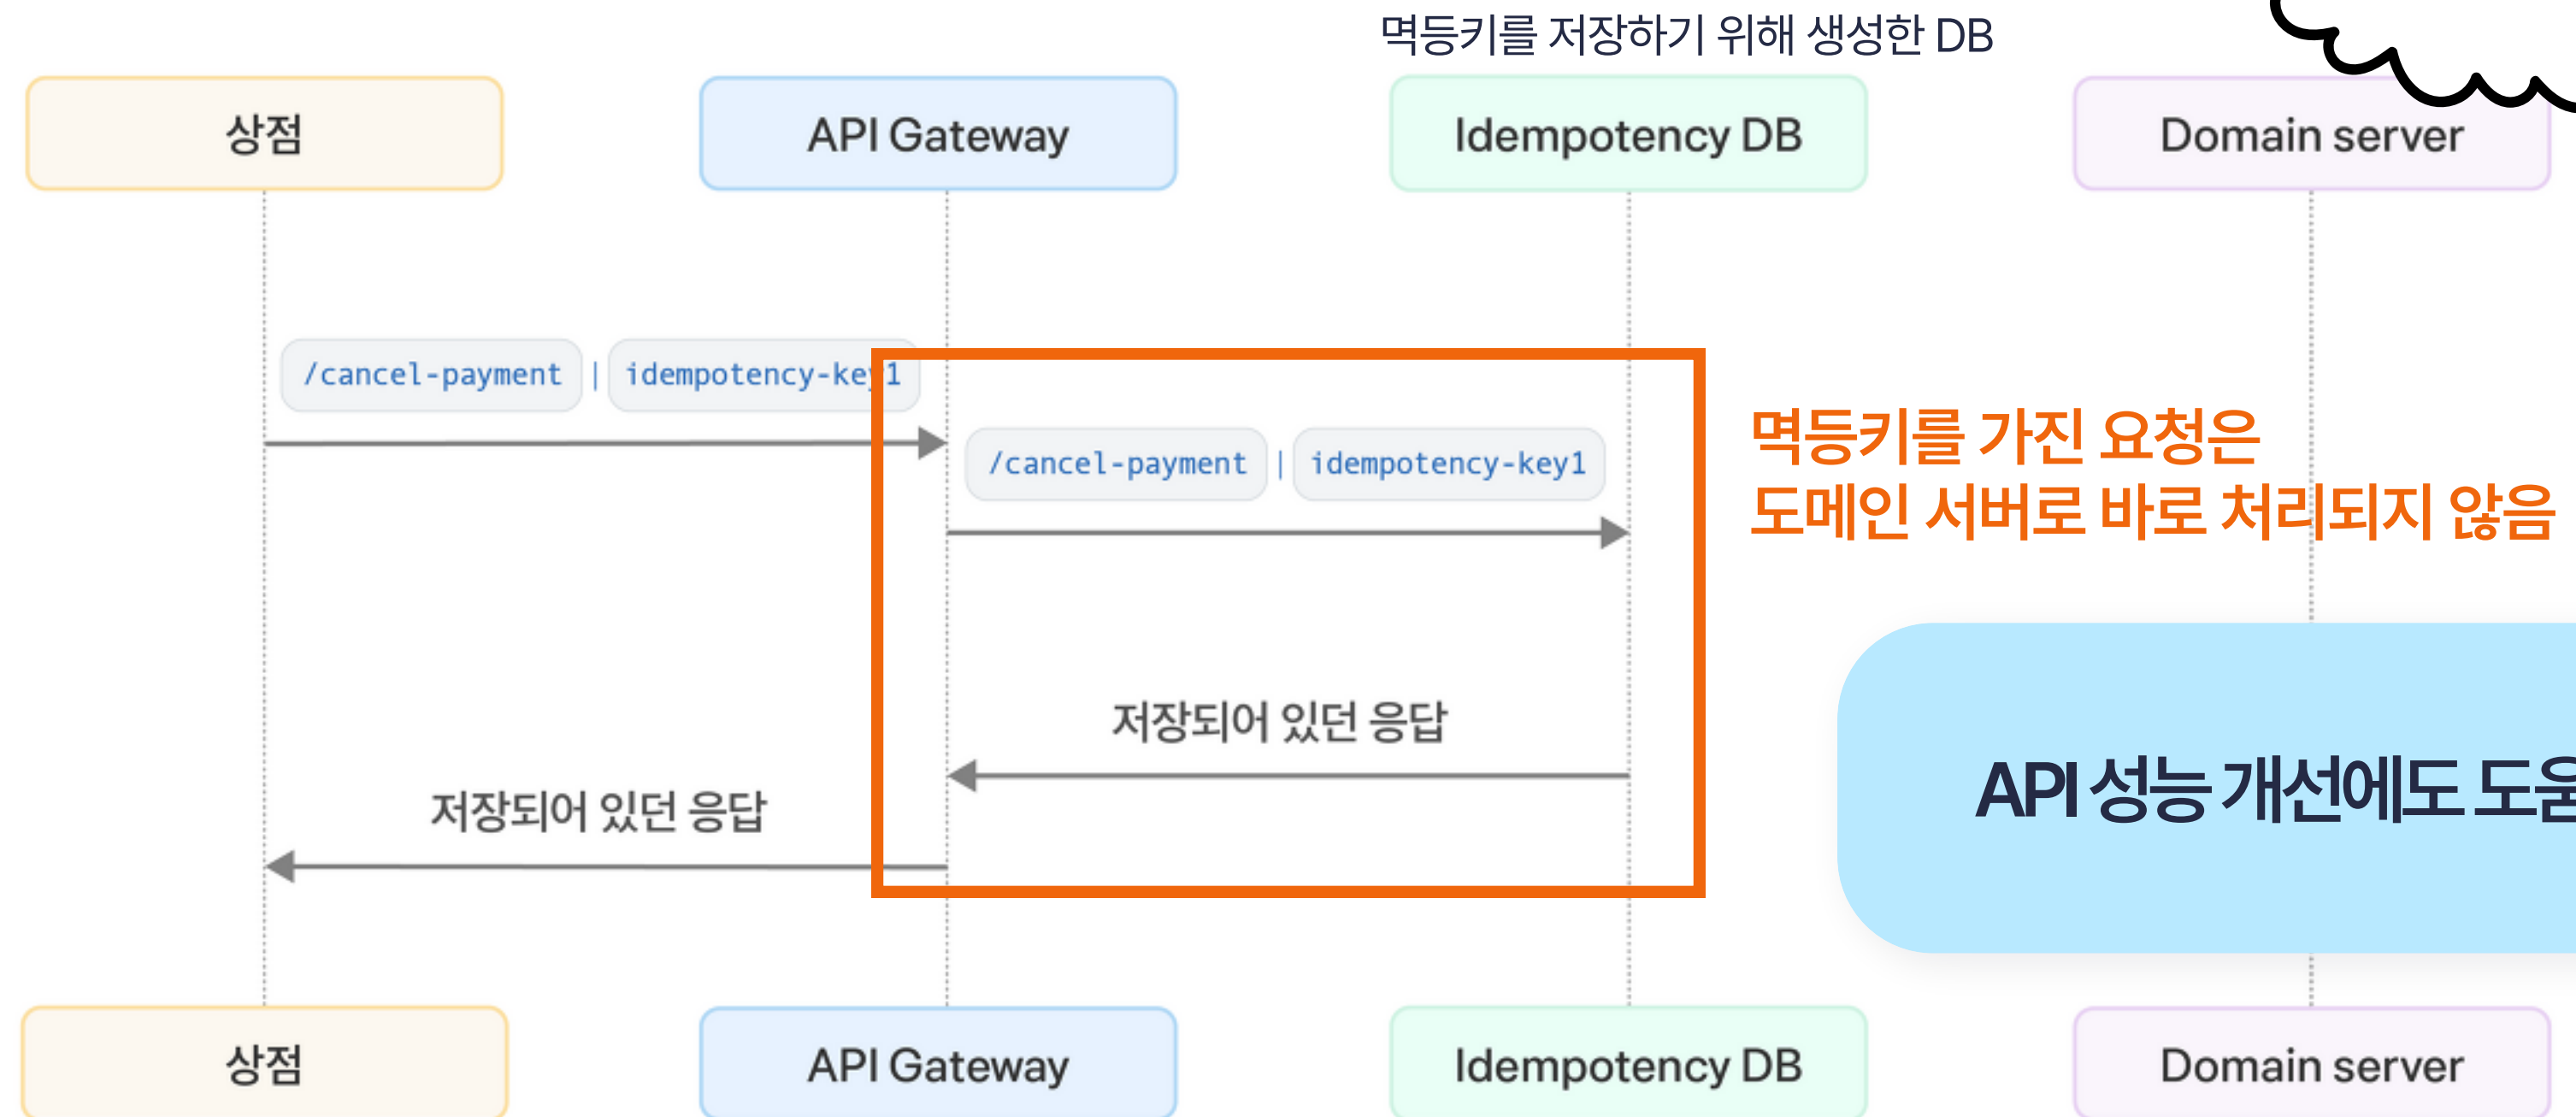 멱등키를 저장하기 위해 생성한 DB
상점
API Gateway
Idempotency DB
Domain server
/cancel-payment | idempotency-key1
/cancel-payment | idempotency-key1
멱등키를 가진 요청은
도메인 서버로 바로 처리되지 않음
저장되어 있던 응답
API 성능 개선에도 도움
저장되어 있던 응답
상점
API Gateway
Idempotency DB
Domain server